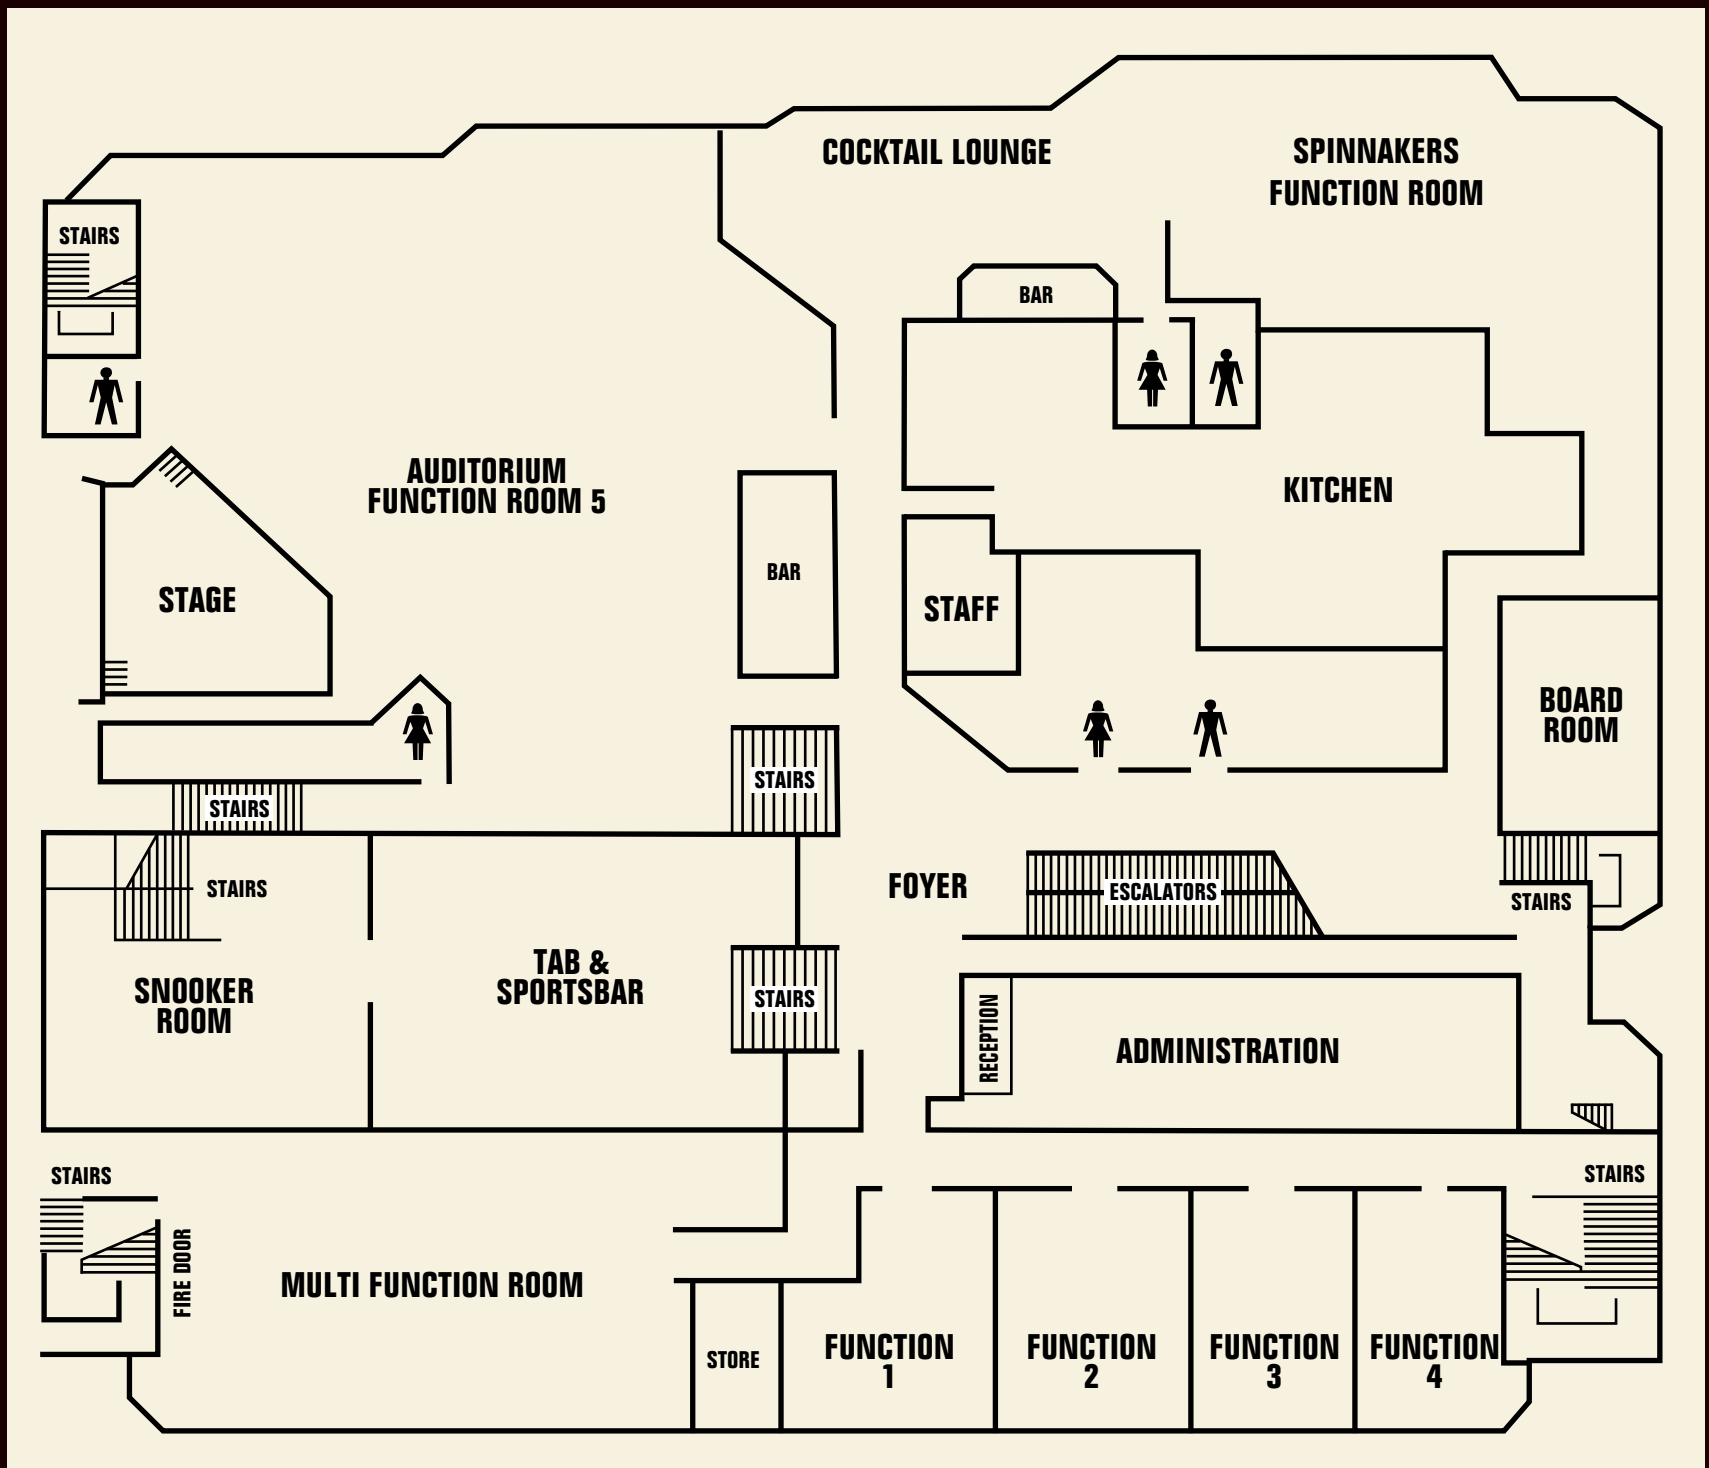 COCKTAIL LOUNGE
SPINNAKERS
FUNCTION ROOM
STAIRS
BAR
AUDITORIUM
FUNCTION ROOM 5
KITCHEN
BAR
STAGE
STAFF
BOARD
ROOM
STAIRS
STAIRS
STAIRS
FOYER
ESCALATORS
STAIRS
TAB &
SPORTSBAR
SNOOKER
ROOM
STAIRS
RECEPTION
ADMINISTRATION
STAIRS
STAIRS
FIRE DOOR
MULTI FUNCTION ROOM
STORE
FUNCTION
1
FUNCTION
2
FUNCTION
3
FUNCTION
4